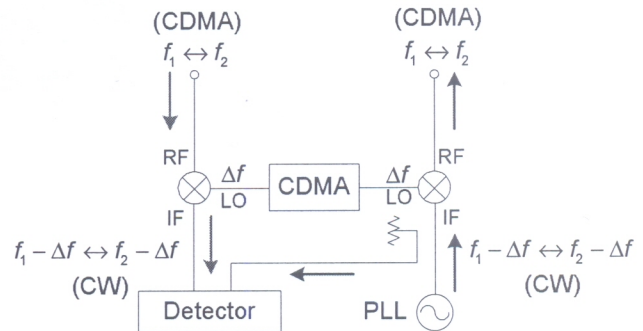 (CDMA)
f₁ ↔ f₂
(CDMA)
f₁ ↔ f₂
RF
RF
Δf
CDMA
Δf
LO
LO
IF
IF
f₁ − Δf ↔ f₂ − Δf
(CW)
f₁ − Δf ↔ f₂ − Δf
(CW)
Detector
PLL